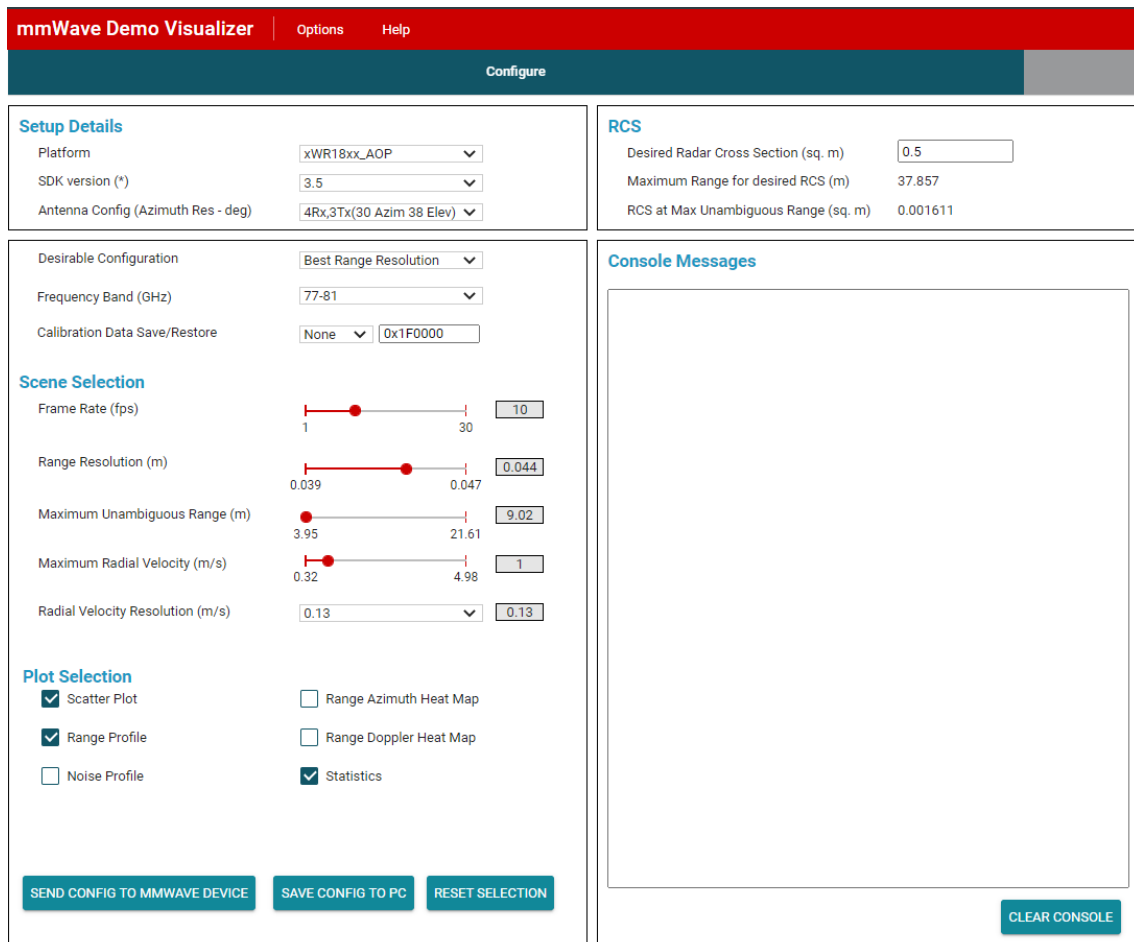 mmWave Demo Visualizer Options Help
Configure
Setup Details
Platform xWR18xx_AOP
SDK version (*) 3.5
Antenna Config (Azimuth Res - deg) 4Rx,3Tx(30 Azim 38 Elev)
RCS
Desired Radar Cross Section (sq. m) 0.5
Maximum Range for desired RCS (m) 37.857
RCS at Max Unambiguous Range (sq. m) 0.001611
Desirable Configuration Best Range Resolution
Frequency Band (GHz) 77-81
Calibration Data Save/Restore None 0x1F0000
Scene Selection
Frame Rate (fps) 10
1 30
Range Resolution (m) 0.044
0.039 0.047
Maximum Unambiguous Range (m) 9.02
3.95 21.61
Maximum Radial Velocity (m/s) 1
0.32 4.98
Radial Velocity Resolution (m/s) 0.13 0.13
Plot Selection
Scatter Plot Range Azimuth Heat Map
Range Profile Range Doppler Heat Map
Noise Profile Statistics
SEND CONFIG TO MMWAVE DEVICE SAVE CONFIG TO PC RESET SELECTION
Console Messages
CLEAR CONSOLE